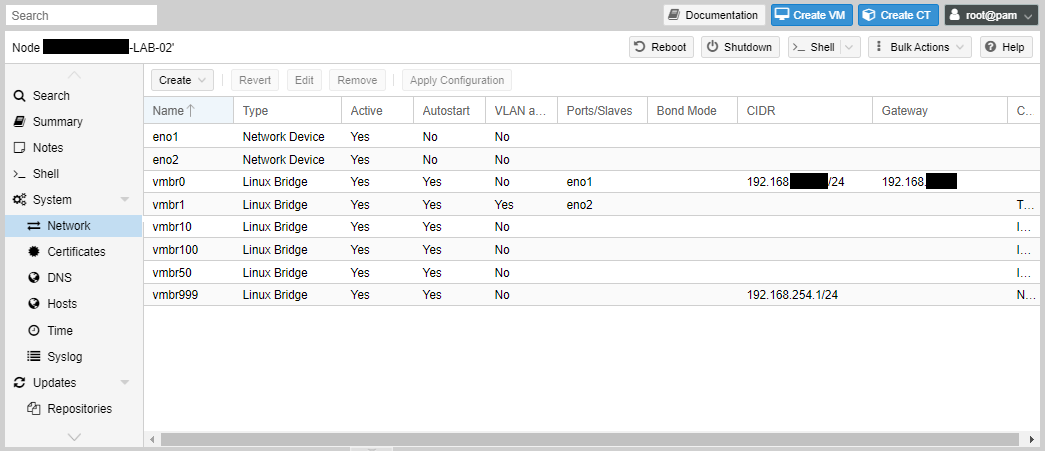 Search Documentation Create VM Create CT root@pam
Node -LAB-02' Reboot Shutdown >_ Shell Bulk Actions Help
Search
Summary
Notes
>_ Shell
System
Network
Certificates
DNS
Hosts
Time
Syslog
Updates
Repositories
Create Revert Edit Remove Apply Configuration
Name Type Active Autostart VLAN a... Ports/Slaves Bond Mode CIDR Gateway C...
eno1 Network Device Yes No No
eno2 Network Device Yes No No
vmbr0 Linux Bridge Yes Yes No eno1 192.168 /24 192.168.
vmbr1 Linux Bridge Yes Yes Yes eno2 T...
vmbr10 Linux Bridge Yes Yes No I...
vmbr100 Linux Bridge Yes Yes No I...
vmbr50 Linux Bridge Yes Yes No I...
vmbr999 Linux Bridge Yes Yes No 192.168.254.1/24 N...